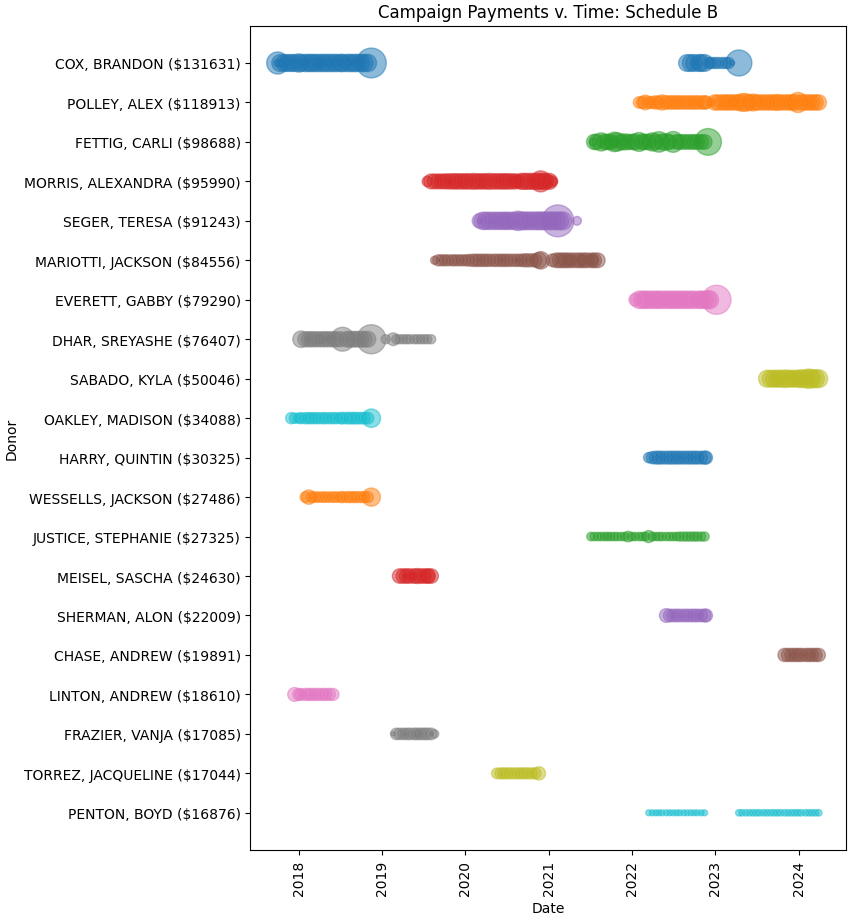 Campaign Payments v. Time: Schedule B
COX, BRANDON ($131631)
POLLEY, ALEX ($118913)
FETTIG, CARLI ($98688)
MORRIS, ALEXANDRA ($95990)
SEGER, TERESA ($91243)
MARIOTTI, JACKSON ($84556)
EVERETT, GABBY ($79290)
DHAR, SREYASHE ($76407)
SABADO, KYLA ($50046)
OAKLEY, MADISON ($34088)
HARRY, QUINTIN ($30325)
WESSELLS, JACKSON ($27486)
JUSTICE, STEPHANIE ($27325)
MEISEL, SASCHA ($24630)
SHERMAN, ALON ($22009)
CHASE, ANDREW ($19891)
LINTON, ANDREW ($18610)
FRAZIER, VANJA ($17085)
TORREZ, JACQUELINE ($17044)
PENTON, BOYD ($16876)
Donor
2018 2019 2020 2021 2022 2023 2024
Date